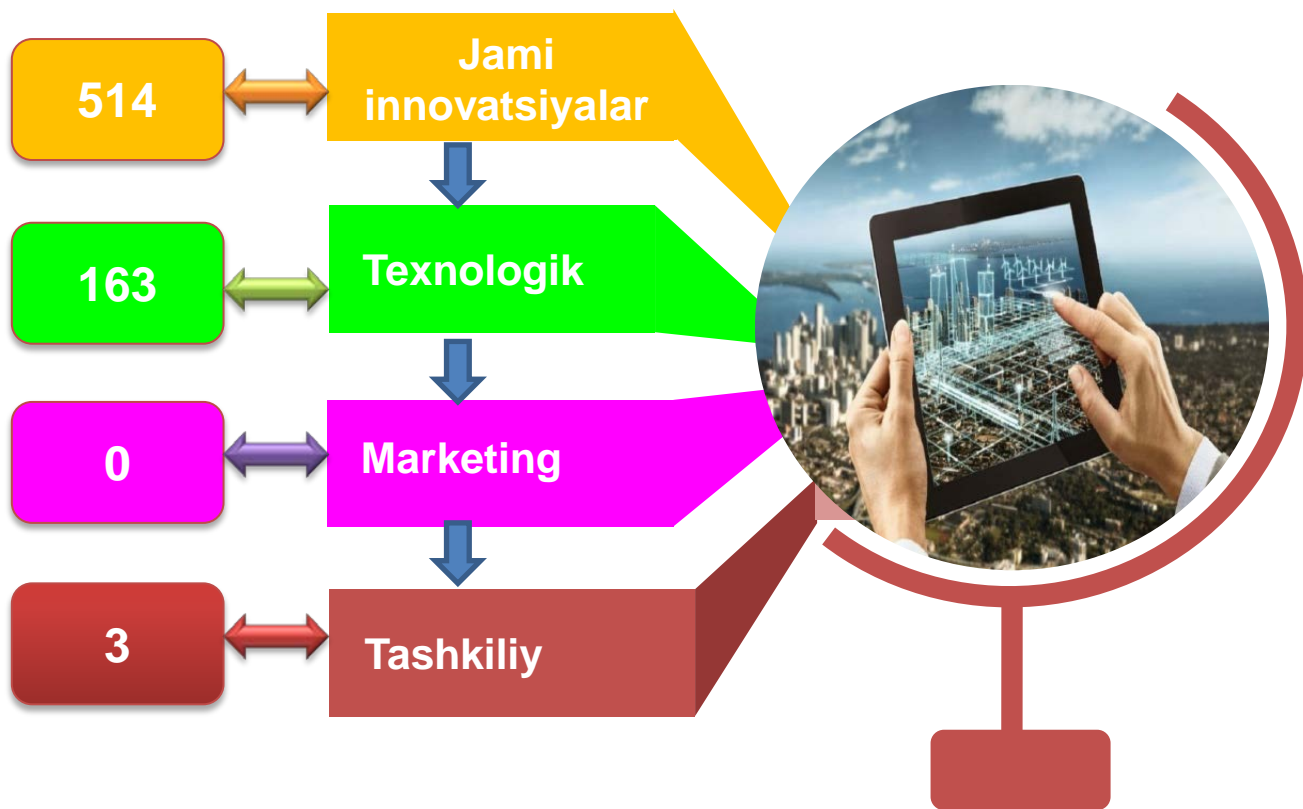 514
Jami
innovatsiyalar
163
Texnologik
0
Marketing
3
Tashkiliy